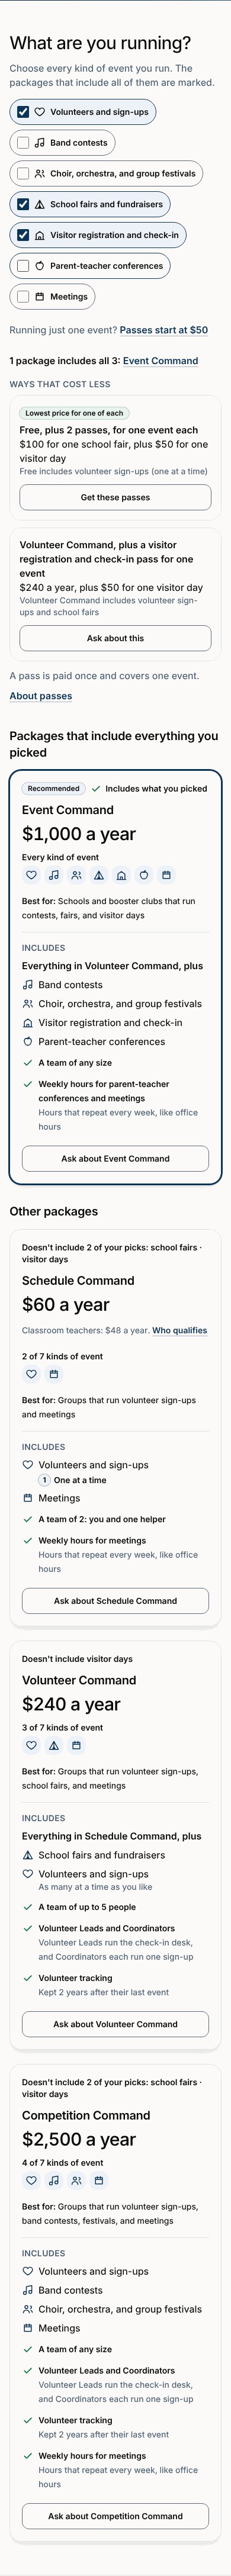 What are you running?
Choose every kind of event you run. The
packages that include all of them are marked.
Volunteers and sign-ups
Band contests
Choir, orchestra, and group festivals
School fairs and fundraisers
Visitor registration and check-in
Parent-teacher conferences
Meetings
Running just one event? Passes start at $50
1 package includes all 3: Event Command
WAYS THAT COST LESS
Lowest price for one of each
Free, plus 2 passes, for one event each
$100 for one school fair, plus $50 for one
visitor day
Free includes volunteer sign-ups (one at a time)
Get these passes
Volunteer Command, plus a visitor
registration and check-in pass for one
event
$240 a year, plus $50 for one visitor day
Volunteer Command includes volunteer sign-
ups and school fairs
Ask about this
A pass is paid once and covers one event.
About passes
Packages that include everything you
picked
Recommended Includes what you picked
Event Command
$1,000 a year
Every kind of event
Best for: Schools and booster clubs that run
contests, fairs, and visitor days
INCLUDES
Everything in Volunteer Command, plus
Band contests
Choir, orchestra, and group festivals
Visitor registration and check-in
Parent-teacher conferences
A team of any size
Weekly hours for parent-teacher
conferences and meetings
Hours that repeat every week, like office
hours
Ask about Event Command
Other packages
Doesn't include 2 of your picks: school fairs ·
visitor days
Schedule Command
$60 a year
Classroom teachers: $48 a year. Who qualifies
2 of 7 kinds of event
Best for: Groups that run volunteer sign-ups
and meetings
INCLUDES
Volunteers and sign-ups
1 One at a time
Meetings
A team of 2: you and one helper
Weekly hours for meetings
Hours that repeat every week, like office
hours
Ask about Schedule Command
Doesn't include visitor days
Volunteer Command
$240 a year
3 of 7 kinds of event
Best for: Groups that run volunteer sign-ups,
school fairs, and meetings
INCLUDES
Everything in Schedule Command, plus
School fairs and fundraisers
Volunteers and sign-ups
As many at a time as you like
A team of up to 5 people
Volunteer Leads and Coordinators
Volunteer Leads run the check-in desk,
and Coordinators each run one sign-up
Volunteer tracking
Kept 2 years after their last event
Ask about Volunteer Command
Doesn't include 2 of your picks: school fairs ·
visitor days
Competition Command
$2,500 a year
4 of 7 kinds of event
Best for: Groups that run volunteer sign-ups,
band contests, festivals, and meetings
INCLUDES
Volunteers and sign-ups
Band contests
Choir, orchestra, and group festivals
Meetings
A team of any size
Volunteer Leads and Coordinators
Volunteer Leads run the check-in desk,
and Coordinators each run one sign-up
Volunteer tracking
Kept 2 years after their last event
Weekly hours for meetings
Hours that repeat every week, like office
hours
Ask about Competition Command